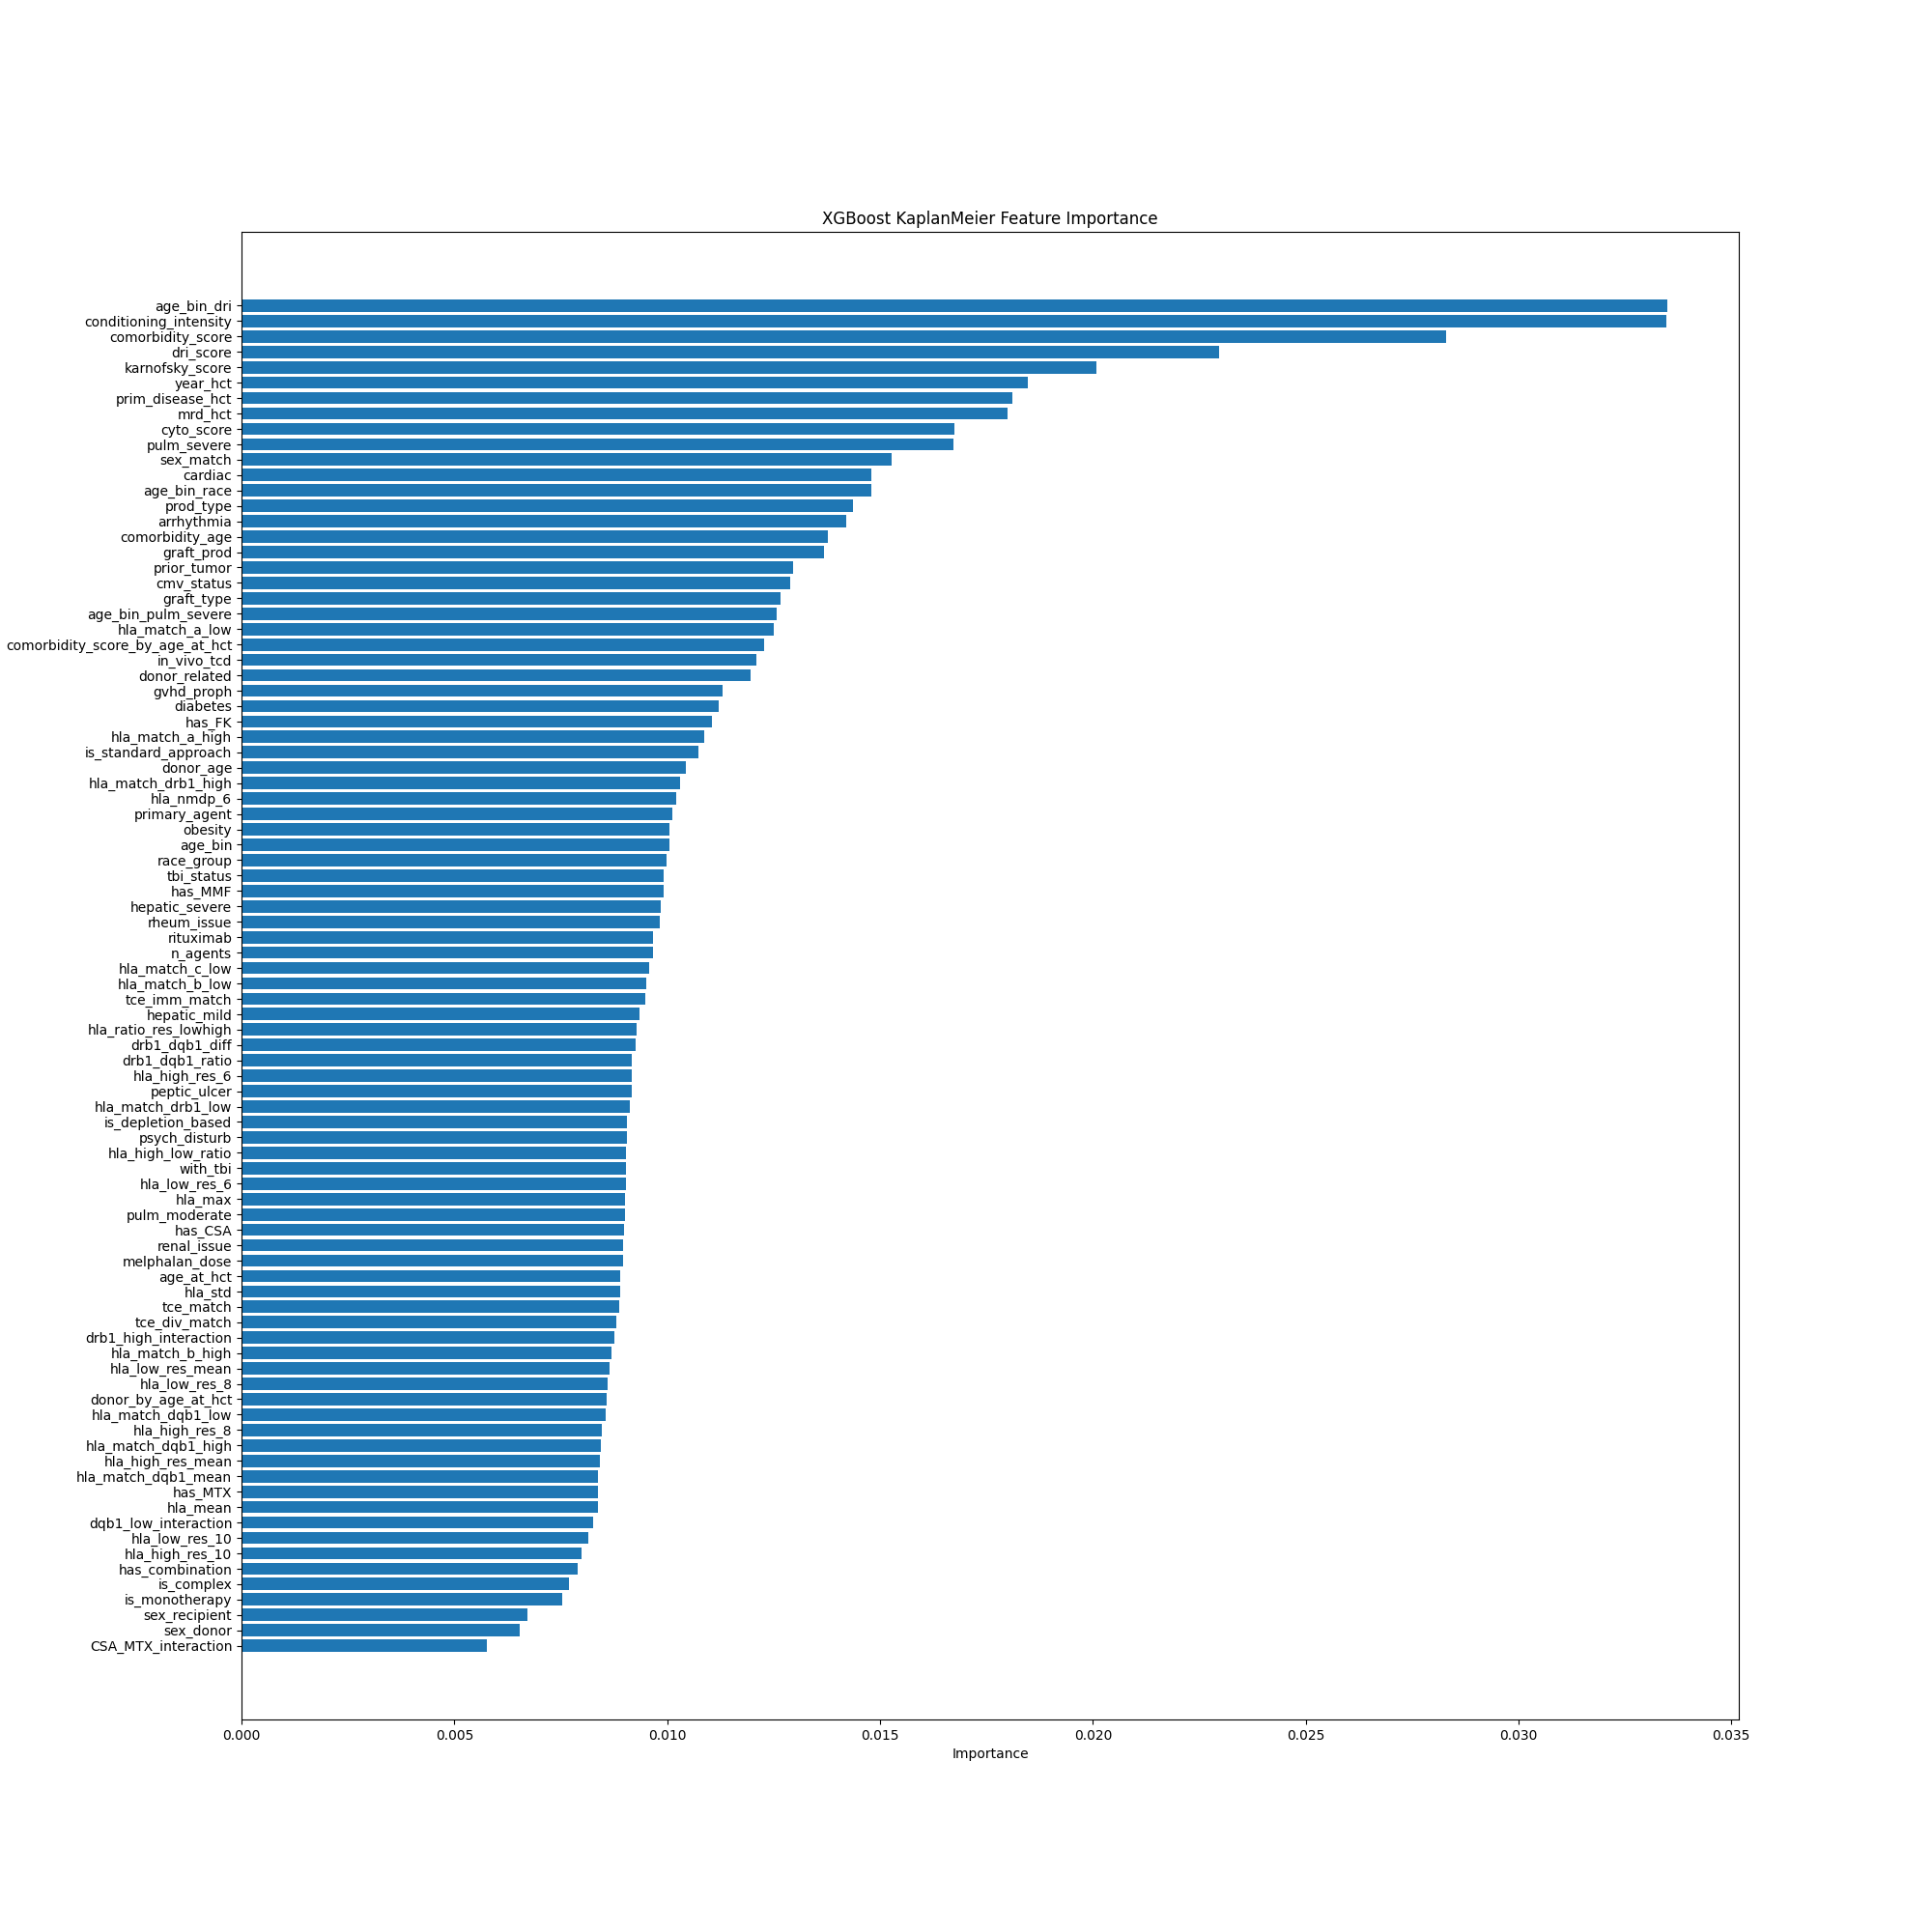 XGBoost KaplanMeier Feature Importance
age_bin_dri
conditioning_intensity
comorbidity_score
dri_score
karnofsky_score
year_hct
prim_disease_hct
mrd_hct
cyto_score
pulm_severe
sex_match
cardiac
age_bin_race
prod_type
arrhythmia
comorbidity_age
graft_prod
prior_tumor
cmv_status
graft_type
age_bin_pulm_severe
hla_match_a_low
comorbidity_score_by_age_at_hct
in_vivo_tcd
donor_related
gvhd_proph
diabetes
has_FK
hla_match_a_high
is_standard_approach
donor_age
hla_match_drb1_high
hla_nmdp_6
primary_agent
obesity
age_bin
race_group
tbi_status
has_MMF
hepatic_severe
rheum_issue
rituximab
n_agents
hla_match_c_low
hla_match_b_low
tce_imm_match
hepatic_mild
hla_ratio_res_lowhigh
drb1_dqb1_diff
drb1_dqb1_ratio
hla_high_res_6
peptic_ulcer
hla_match_drb1_low
is_depletion_based
psych_disturb
hla_high_low_ratio
with_tbi
hla_low_res_6
hla_max
pulm_moderate
has_CSA
renal_issue
melphalan_dose
age_at_hct
hla_std
tce_match
tce_div_match
drb1_high_interaction
hla_match_b_high
hla_low_res_mean
hla_low_res_8
donor_by_age_at_hct
hla_match_dqb1_low
hla_high_res_8
hla_match_dqb1_high
hla_high_res_mean
hla_match_dqb1_mean
has_MTX
hla_mean
dqb1_low_interaction
hla_low_res_10
hla_high_res_10
has_combination
is_complex
is_monotherapy
sex_recipient
sex_donor
CSA_MTX_interaction
0.000 0.005 0.010 0.015 0.020 0.025 0.030 0.035
Importance